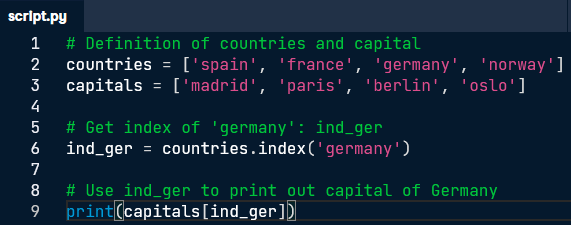 script.py
1 # Definition of countries and capital
2 countries = ['spain', 'france', 'germany', 'norway']
3 capitals = ['madrid', 'paris', 'berlin', 'oslo']
4
5 # Get index of 'germany': ind_ger
6 ind_ger = countries.index('germany')
7
8 # Use ind_ger to print out capital of Germany
9 print(capitals[ind_ger])